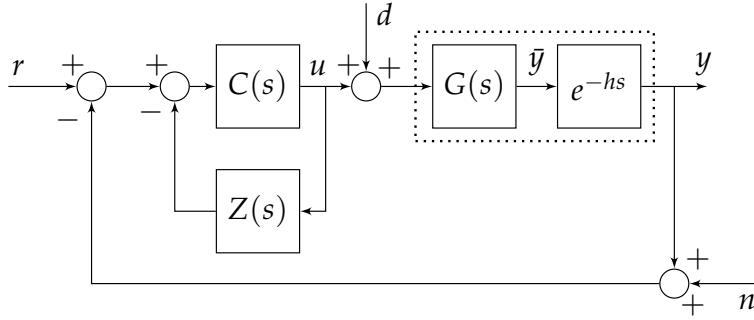 d
r
+
−
+
−
C(s)
u
+
+
G(s)
ȳ
e^{-hs}
y
Z(s)
+
+
n